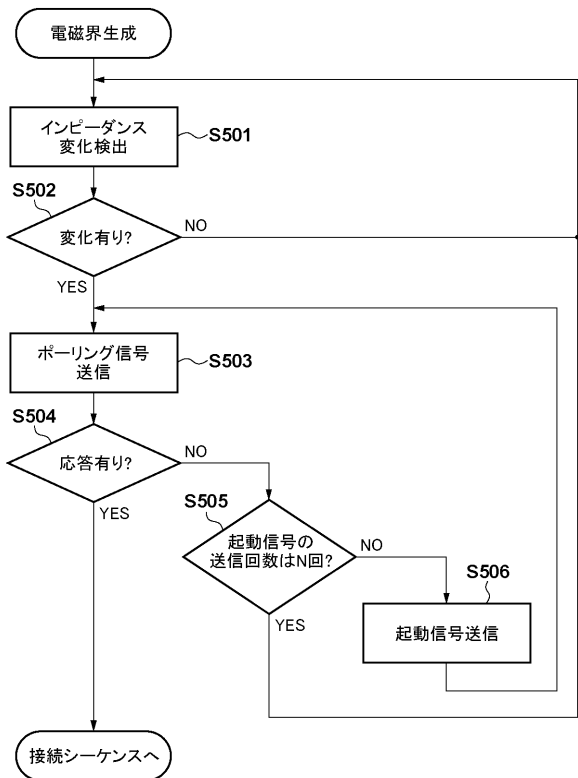 電磁界生成
インピーダンス
変化検出
S501
S502
変化有り?
NO
YES
ポーリング信号
送信
S503
S504
応答有り?
NO
YES
S505
起動信号の
送信回数はN回?
NO
YES
S506
起動信号送信
接続シーケンスへ